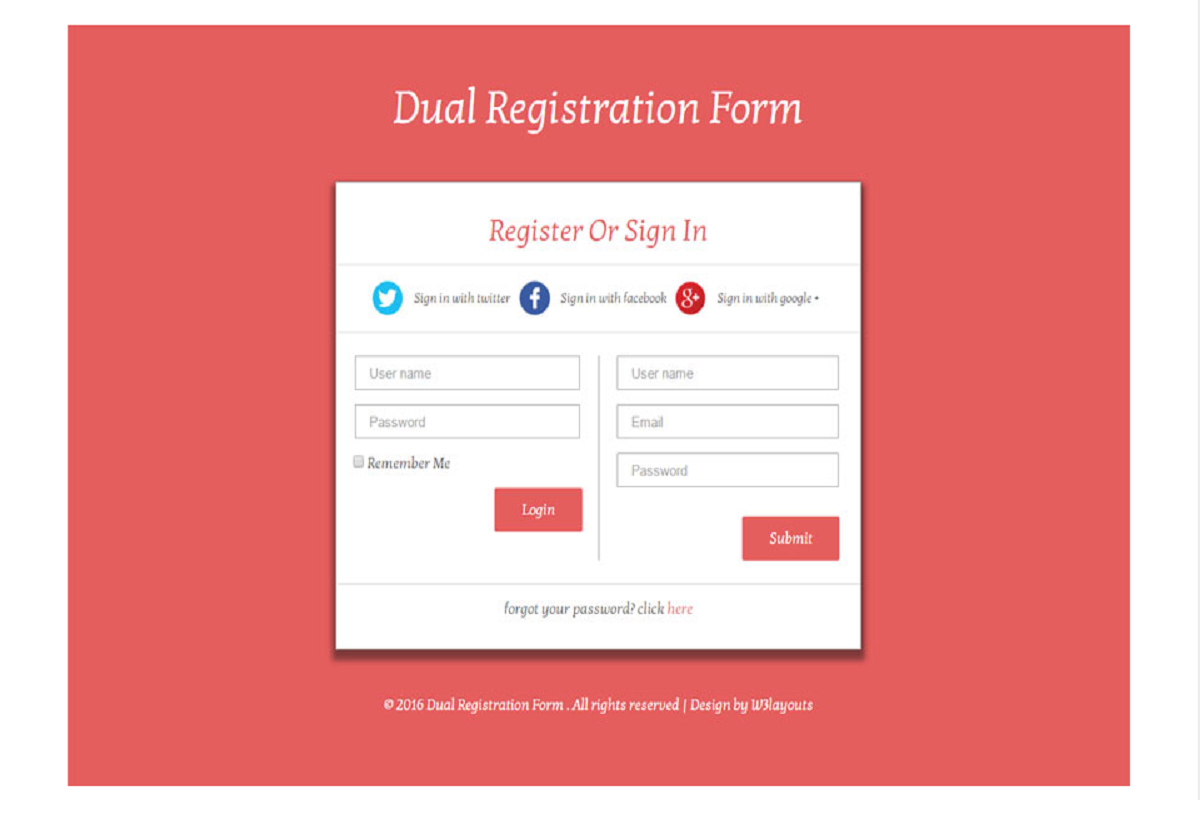 Dual Registration Form
Register Or Sign In
Sign in with twitter f Sign in with facebook g+ Sign in with google +
User name
Password
Remember Me
Login
User name
Email
Password
Submit
forgot your password? click here
© 2016 Dual Registration Form . All rights reserved | Design by W3layouts